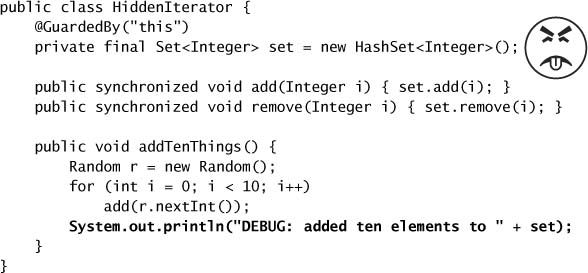 public class HiddenIterator {
    @GuardedBy("this")
    private final Set<Integer> set = new HashSet<Integer>();
    public synchronized void add(Integer i) { set.add(i); }
    public synchronized void remove(Integer i) { set.remove(i); }
    public void addTenThings() {
        Random r = new Random();
        for (int i = 0; i < 10; i++)
            add(r.nextInt());
        System.out.println("DEBUG: added ten elements to " + set);
    }
}